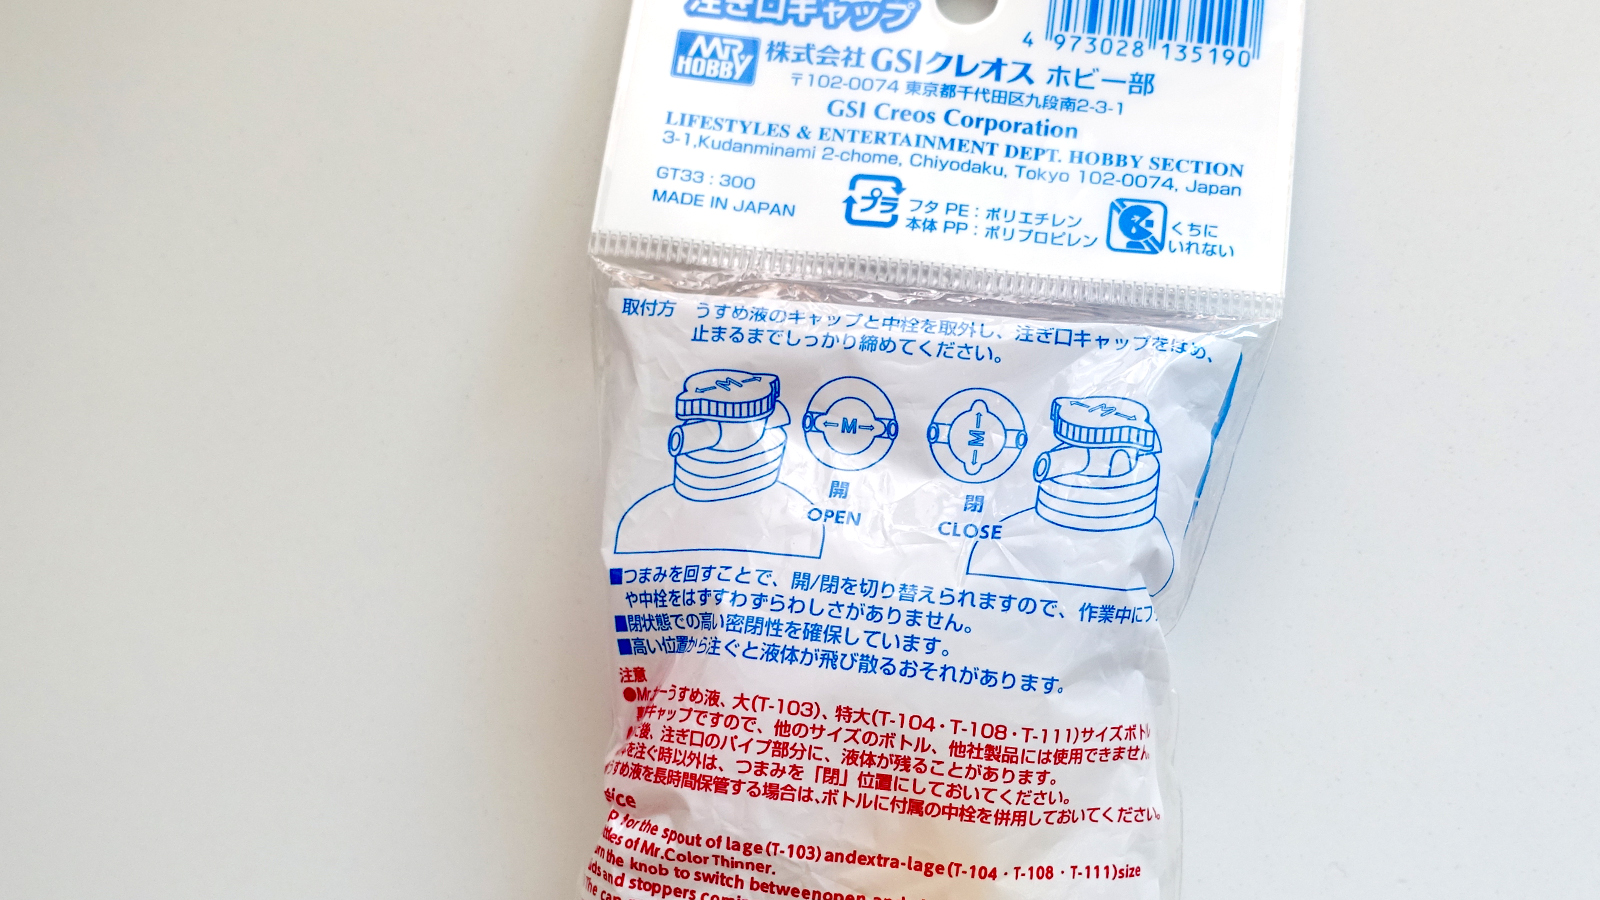 注ぎ口キャップ
4 973028 135190
MR HOBBY
株式会社 GSIクレオス ホビー部
〒102-0074 東京都千代田区九段南2-3-1
GSI Creos Corporation
LIFESTYLES & ENTERTAINMENT DEPT. HOBBY SECTION
3-1,Kudanminami 2-chome, Chiyodaku, Tokyo 102-0074, Japan
GT33 : 300
MADE IN JAPAN
プラ
フタ PE : ポリエチレン
本体 PP : ポリプロピレン
くちに
いれない
取付方 うすめ液のキャップと中栓を取外し、注ぎ口キャップをはめ、
止まるまでしっかり締めてください。
M
M
M
M
開
OPEN
閉
CLOSE
■つまみを回すことで、開/閉を切り替えられますので、作業中にフ
や中栓をはずすわずらわしさがありません。
■閉状態での高い密閉性を確保しています。
■高い位置から注ぐと液体が飛び散るおそれがあります。
注意
●Mr.カラーうすめ液、大(T-103)、特大(T-104・T-108・T-111)サイズボトル
キャップですので、他のサイズのボトル、他社製品には使用できません。
後、注ぎ口のパイプ部分に、液体が残ることがあります。
を注ぐ時以外は、つまみを「閉」位置にしておいてください。
うすめ液を長時間保管する場合は、ボトルに付属の中栓を併用しておいてください。
for the spout of lage (T-103) andextra-lage (T-104・T-108・T-111)size
of Mr.Color Thinner.
the knob to switch betweenopen and
and stoppers
The